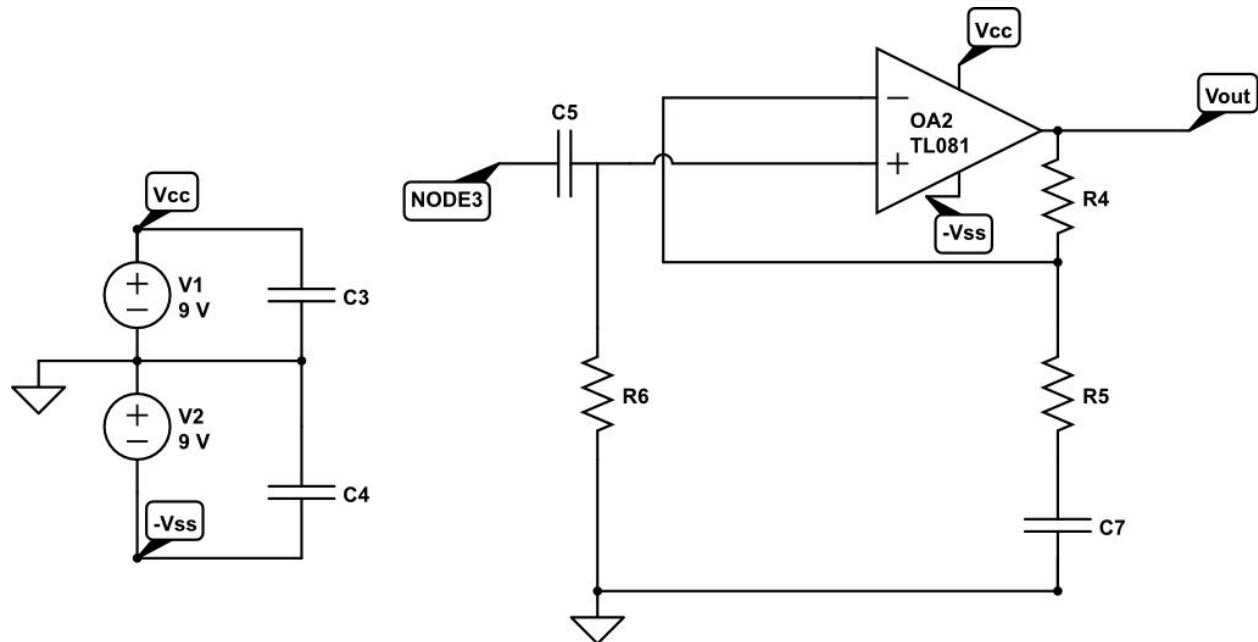 Vcc
V1
9 V
C3
V2
9 V
C4
-Vss
NODE3
C5
R6
−
+
OA2
TL081
Vcc
-Vss
Vout
R4
R5
C7